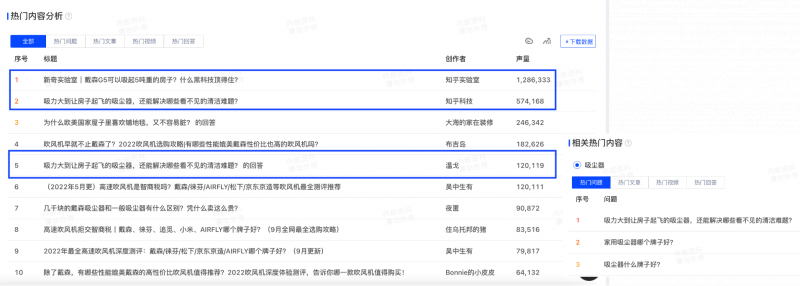 热门内容分析
全部 热门问题 热门文章 热门视频 热门回答
下载数据
序号 标题 创作者 声量
1 新奇实验室丨戴森G5可以吸起5吨重的房子？什么黑科技顶得住？ 知乎实验室 1,286,333
2 吸力大到让房子起飞的吸尘器，还能解决哪些看不见的清洁难题？ 知乎科技 574,168
3 为什么欧美国家屋子里喜欢铺地毯，又不容易脏？ 的回答 大海的家在装修 246,342
4 吹风机早就不止戴森了？2022吹风机选购攻略|有哪些性能媲美戴森性价比也高的吹风机吗？ 布吉岛 182,626
5 吸力大到让房子起飞的吸尘器，还能解决哪些看不见的清洁难题？ 的回答 温戈 120,119
6 （2022年5月更）高速吹风机是智商税吗？戴森/徕芬/AIRFLY/松下/京东京造等吹风机最全测评推荐 吴中生有 120,111
7 几千块的戴森吸尘器和一般吸尘器有什么区别？凭什么卖这么贵？ 夜匿 90,872
8 高速吹风机拒交智商税丨戴森、徕芬、追觅、小米、AIRFLY哪个牌子好？（9月全网最全选购攻略） 住乌托邦的猪 83,516
9 2022年最全高速吹风机深度测评：戴森/徕芬/AIRFLY/松下/京东京造/哪个牌子好？（9月更新） 吴中生有 79,817
10 除了戴森，有哪些性能媲美戴森的高性价比吹风机值得推荐？2022吹风机深度体验测评，告诉你哪一款吹风机值得买！ Bonnie的小皮皮 64,132
相关热门内容
吸尘器
热门问题 热门文章 热门视频 热门回答
序号 问题
1 吸力大到让房子起飞的吸尘器，还能解决哪些看不见的清洁难题？
2 家用吸尘器哪个牌子好？
3 吸尘器什么牌子好？